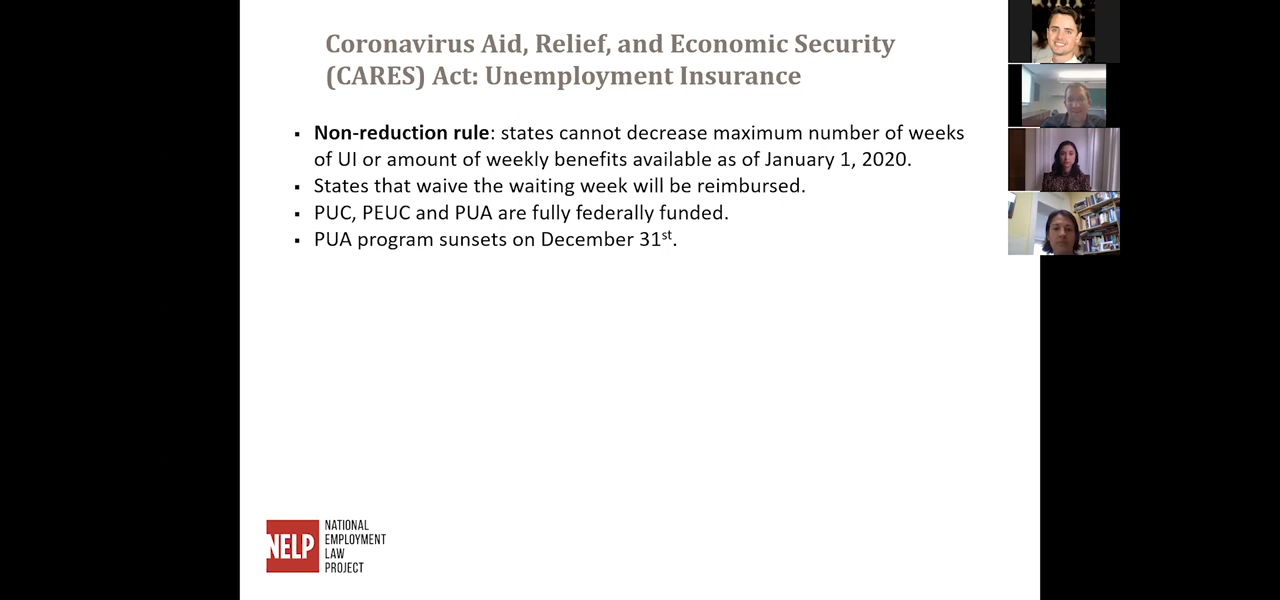 Coronavirus Aid, Relief, and Economic Security
(CARES) Act: Unemployment Insurance
▪ Non-reduction rule: states cannot decrease maximum number of weeks
of UI or amount of weekly benefits available as of January 1, 2020.
▪ States that waive the waiting week will be reimbursed.
▪ PUC, PEUC and PUA are fully federally funded.
▪ PUA program sunsets on December 31st.
NELP
NATIONAL
EMPLOYMENT
LAW
PROJECT